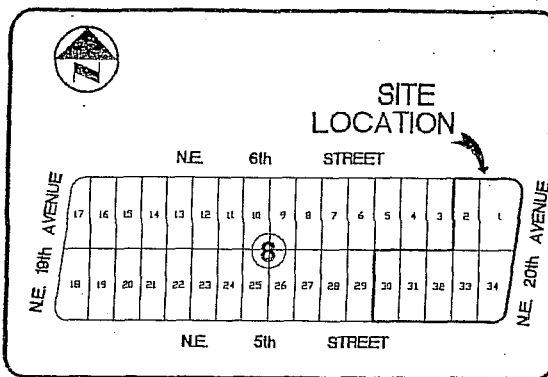 SITE
LOCATION
N.E. 6th STREET
N.E. 19th AVENUE
17 16 15 14 13 12 11 10 9 8 7 6 5 4 3 2 1
8
18 19 20 21 22 23 24 25 26 27 28 29 30 31 32 33 34
N.E. 20th AVENUE
N.E. 5th STREET